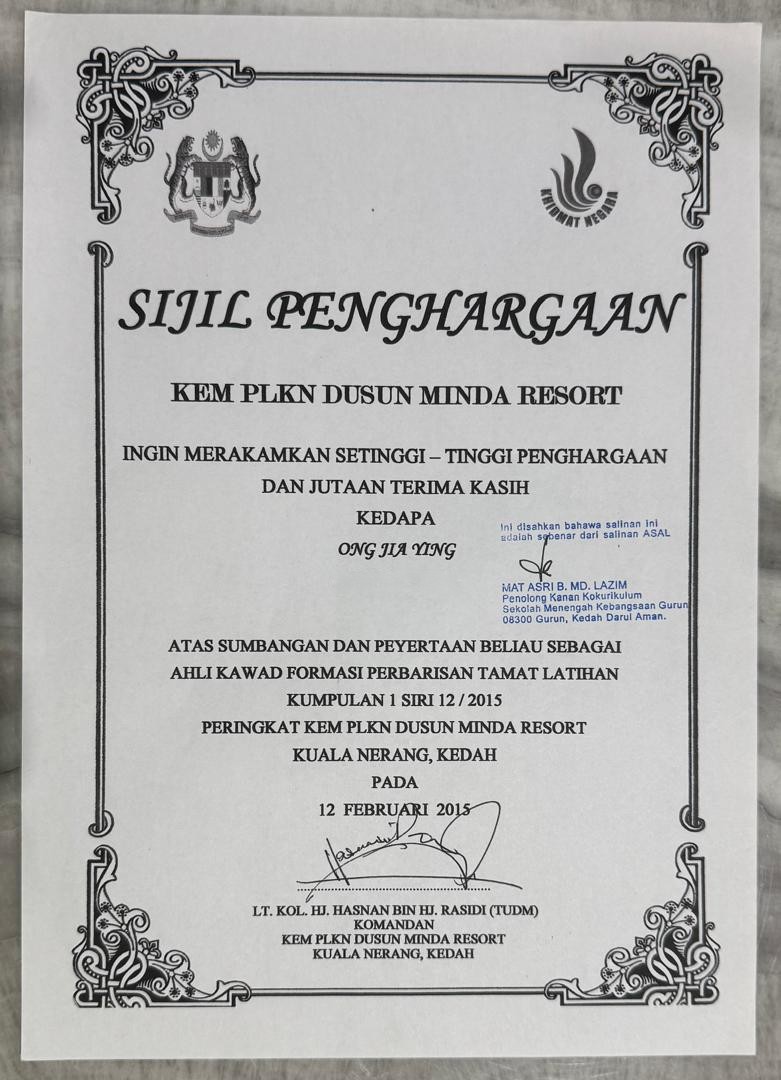 KHIDMAT NEGARA
SIJIL PENGHARGAAN
KEM PLKN DUSUN MINDA RESORT
INGIN MERAKAMKAN SETINGGI – TINGGI PENGHARGAAN
DAN JUTAAN TERIMA KASIH
KEDAPA
ONG JIA YING
Ini disahkan bahawa salinan ini
adalah sebenar dari salinan ASAL
MAT ASRI B. MD. LAZIM
Penolong Kanan Kokurikulum
Sekolah Menengah Kebangsaan Gurun
08300 Gurun, Kedah Darul Aman.
ATAS SUMBANGAN DAN PEYERTAAN BELIAU SEBAGAI
AHLI KAWAD FORMASI PERBARISAN TAMAT LATIHAN
KUMPULAN 1 SIRI 12 / 2015
PERINGKAT KEM PLKN DUSUN MINDA RESORT
KUALA NERANG, KEDAH
PADA
12 FEBRUARI 2015
LT. KOL. HJ. HASNAN BIN HJ. RASIDI (TUDM)
KOMANDAN
KEM PLKN DUSUN MINDA RESORT
KUALA NERANG, KEDAH